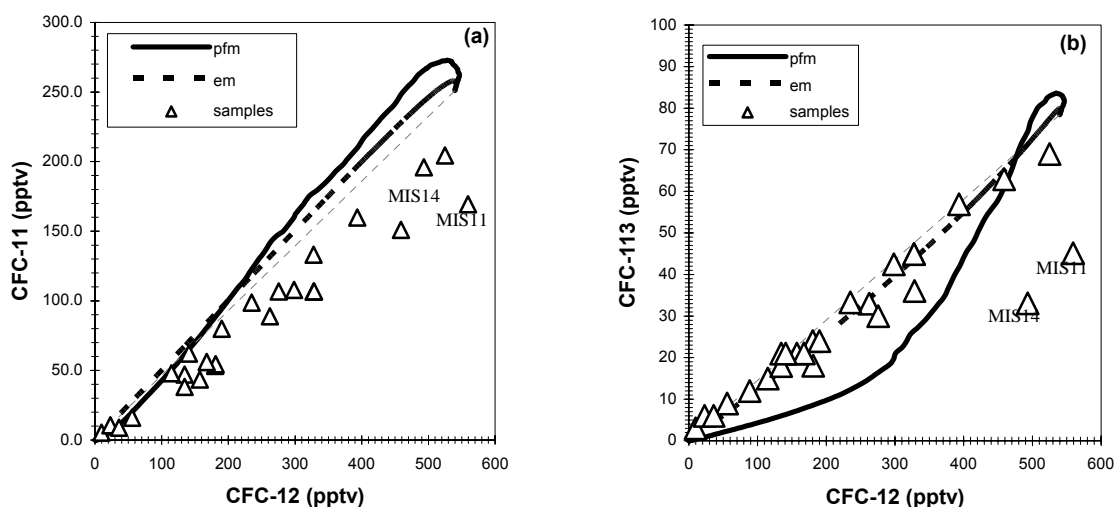 (a)
pfm
em
samples
300.0
250.0
200.0
150.0
100.0
50.0
0.0
CFC-11 (pptv)
MIS14
MIS11
0 100 200 300 400 500 600
CFC-12 (pptv)
(b)
pfm
em
samples
100
90
80
70
60
50
40
30
20
10
0
CFC-113 (pptv)
MIS11
MIS14
0 100 200 300 400 500 600
CFC-12 (pptv)